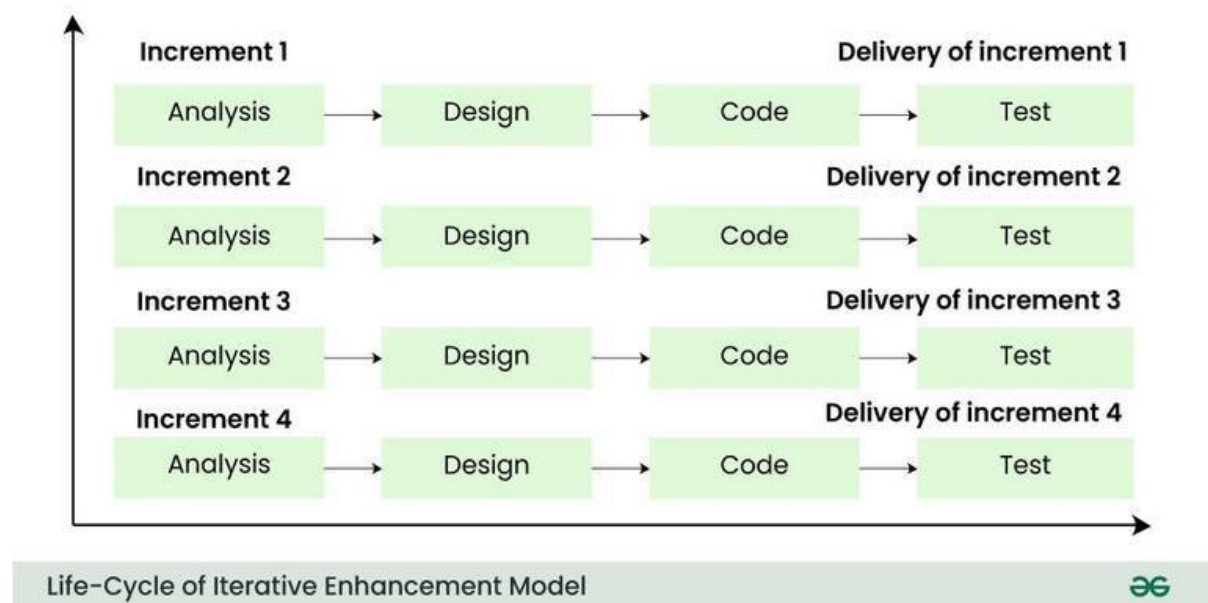 Increment 1 Delivery of increment 1
Analysis Design Code Test
Increment 2 Delivery of increment 2
Analysis Design Code Test
Increment 3 Delivery of increment 3
Analysis Design Code Test
Increment 4 Delivery of increment 4
Analysis Design Code Test
Life-Cycle of Iterative Enhancement Model